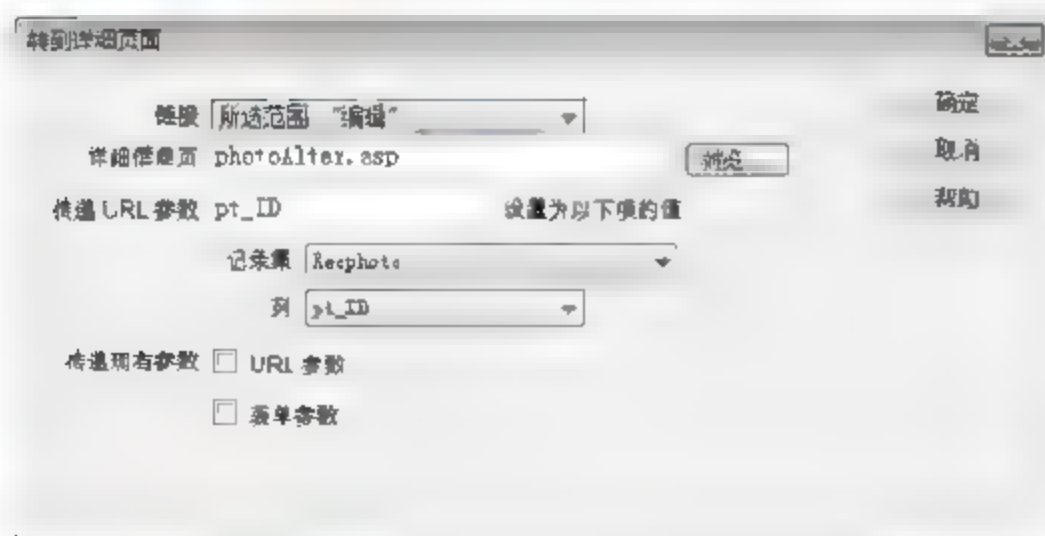 转到详细页面
链接 所选范围 "编辑"
确定
详细信息页 photoAlter.asp 浏览
取消
传递 URL 参数 pt_ID 设置为以下项的值
帮助
记录集 Recphoto
列 pt_ID
传递现有参数 URL 参数
表单参数